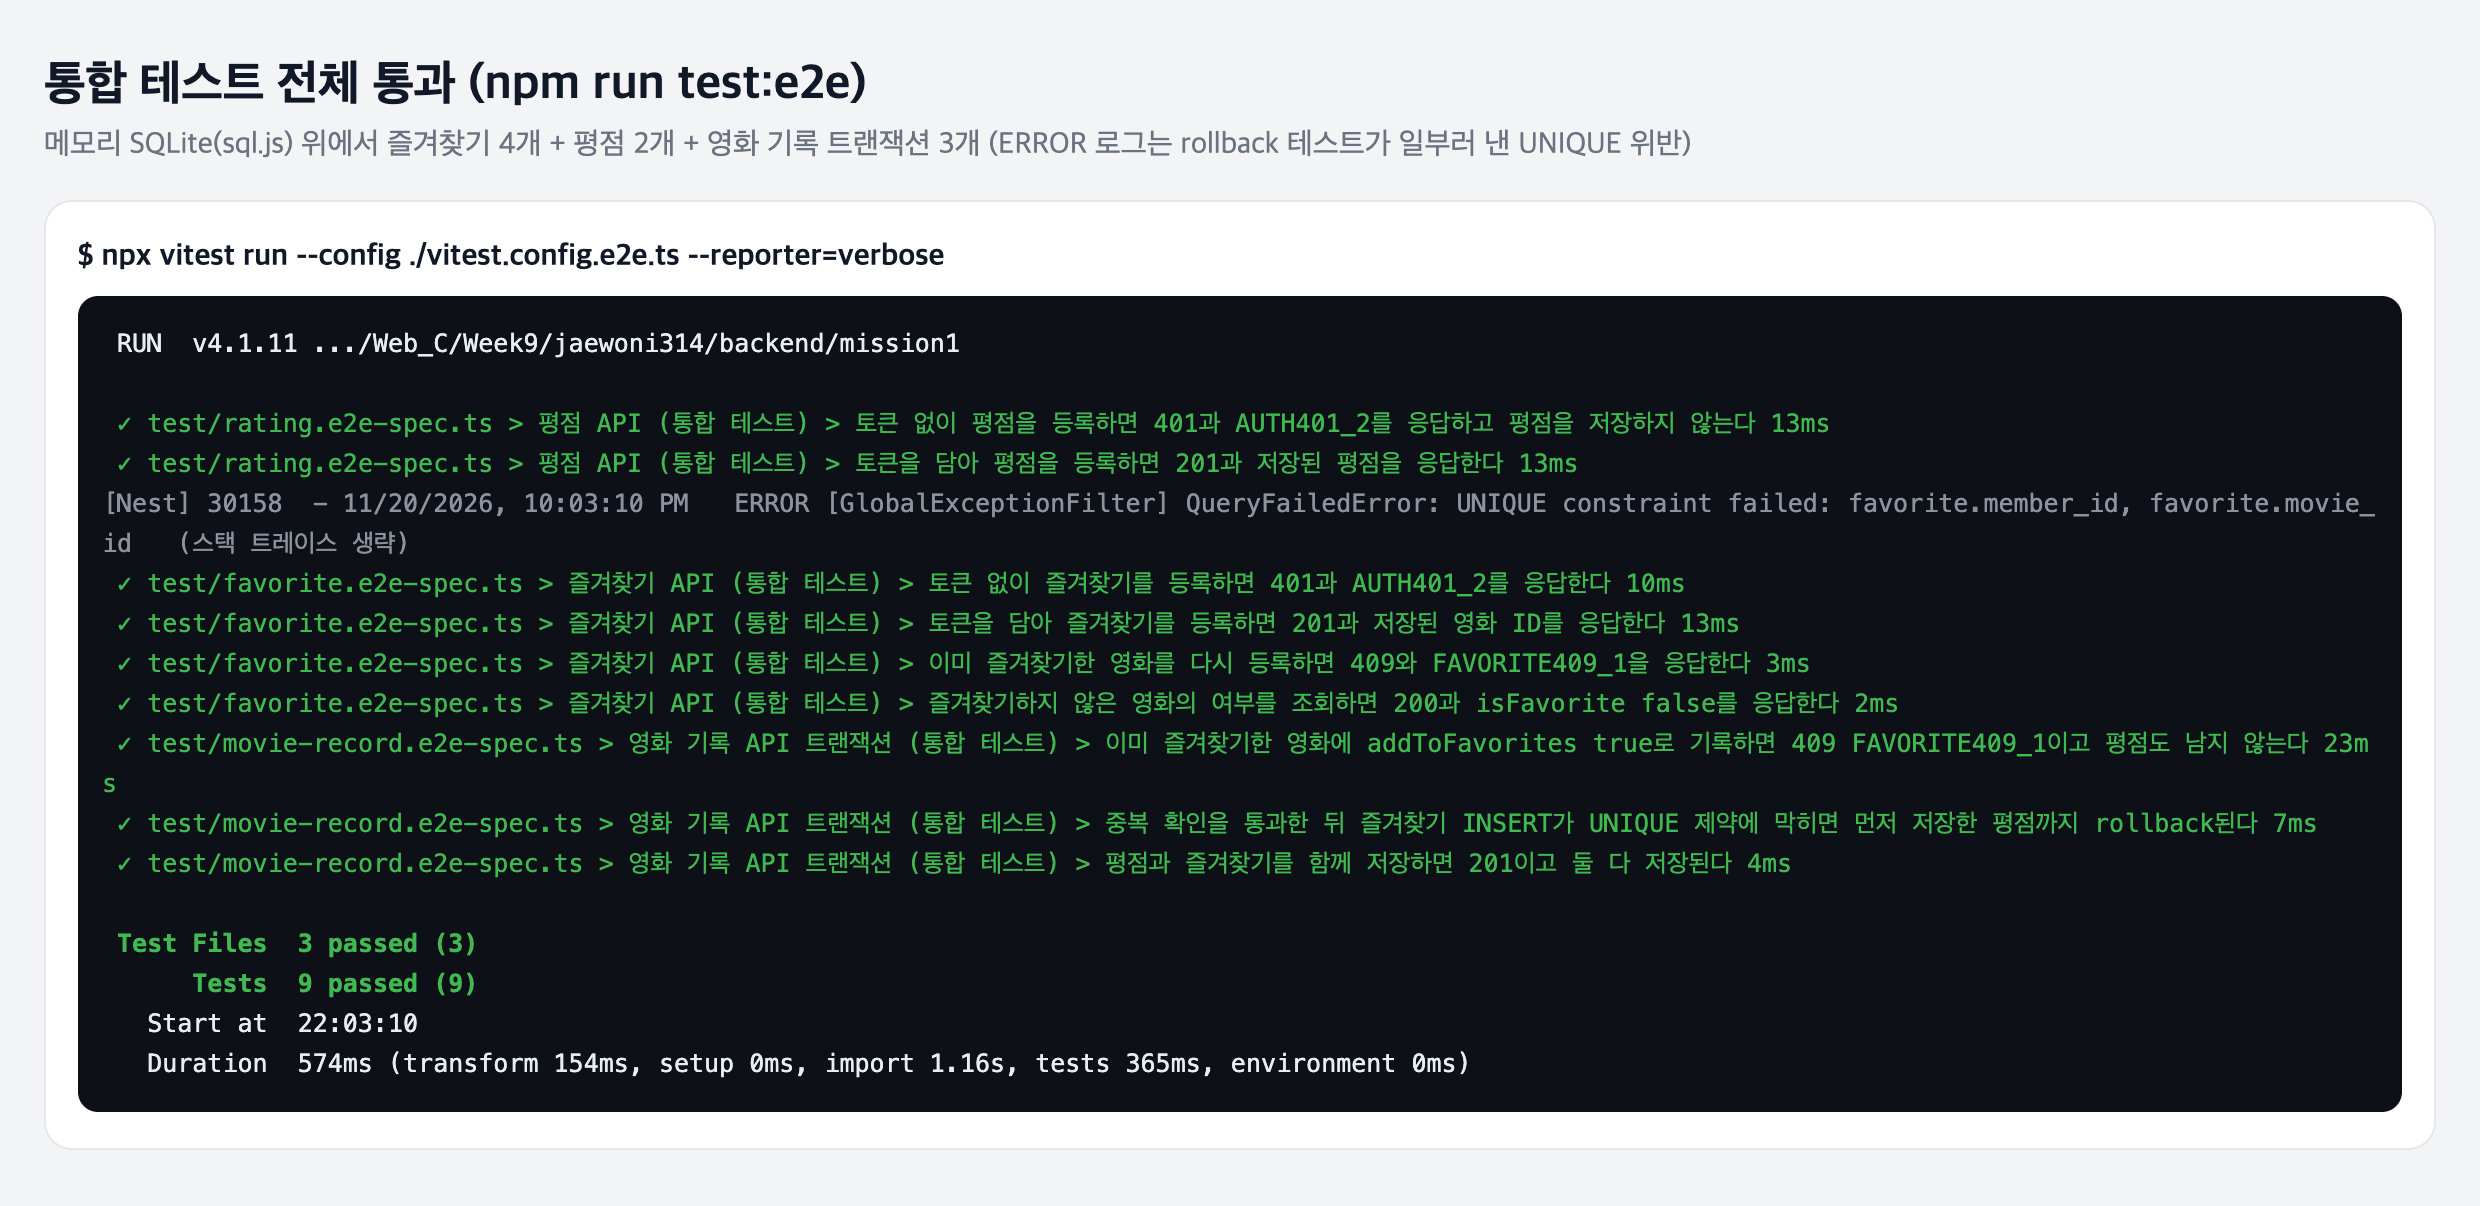 통합 테스트 전체 통과 (npm run test:e2e)
메모리 SQLite(sql.js) 위에서 즐겨찾기 4개 + 평점 2개 + 영화 기록 트랜잭션 3개 (ERROR 로그는 rollback 테스트가 일부러 낸 UNIQUE 위반)
$ npx vitest run --config ./vitest.config.e2e.ts --reporter=verbose
RUN  v4.1.11 .../Web_C/Week9/jaewoni314/backend/mission1
✓ test/rating.e2e-spec.ts > 평점 API (통합 테스트) > 토큰 없이 평점을 등록하면 401과 AUTH401_2를 응답하고 평점을 저장하지 않는다 13ms
✓ test/rating.e2e-spec.ts > 평점 API (통합 테스트) > 토큰을 담아 평점을 등록하면 201과 저장된 평점을 응답한다 13ms
[Nest] 30158  - 11/20/2026, 10:03:10 PM   ERROR [GlobalExceptionFilter] QueryFailedError: UNIQUE constraint failed: favorite.member_id, favorite.movie_
id   (스택 트레이스 생략)
✓ test/favorite.e2e-spec.ts > 즐겨찾기 API (통합 테스트) > 토큰 없이 즐겨찾기를 등록하면 401과 AUTH401_2를 응답한다 10ms
✓ test/favorite.e2e-spec.ts > 즐겨찾기 API (통합 테스트) > 토큰을 담아 즐겨찾기를 등록하면 201과 저장된 영화 ID를 응답한다 13ms
✓ test/favorite.e2e-spec.ts > 즐겨찾기 API (통합 테스트) > 이미 즐겨찾기한 영화를 다시 등록하면 409와 FAVORITE409_1을 응답한다 3ms
✓ test/favorite.e2e-spec.ts > 즐겨찾기 API (통합 테스트) > 즐겨찾기하지 않은 영화의 여부를 조회하면 200과 isFavorite false를 응답한다 2ms
✓ test/movie-record.e2e-spec.ts > 영화 기록 API 트랜잭션 (통합 테스트) > 이미 즐겨찾기한 영화에 addToFavorites true로 기록하면 409 FAVORITE409_1이고 평점도 남지 않는다 23m
s
✓ test/movie-record.e2e-spec.ts > 영화 기록 API 트랜잭션 (통합 테스트) > 중복 확인을 통과한 뒤 즐겨찾기 INSERT가 UNIQUE 제약에 막히면 먼저 저장한 평점까지 rollback된다 7ms
✓ test/movie-record.e2e-spec.ts > 영화 기록 API 트랜잭션 (통합 테스트) > 평점과 즐겨찾기를 함께 저장하면 201이고 둘 다 저장된다 4ms
Test Files  3 passed (3)
Tests  9 passed (9)
Start at  22:03:10
Duration  574ms (transform 154ms, setup 0ms, import 1.16s, tests 365ms, environment 0ms)